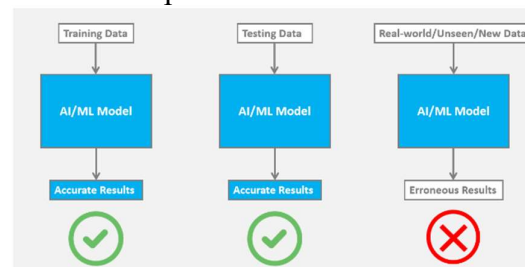 Training Data
Testing Data
Real-world/Unseen/New Data
AI/ML Model
AI/ML Model
AI/ML Model
Accurate Results
Accurate Results
Erroneous Results